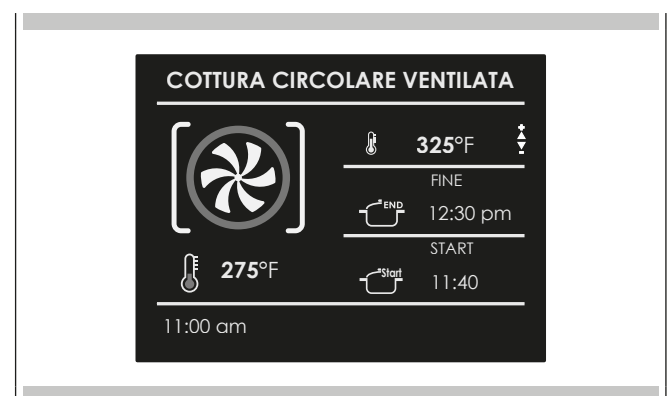 COTTURA CIRCOLARE VENTILATA
325°F
FINE
END
12:30 pm
START
Start
11:40
275°F
11:00 am